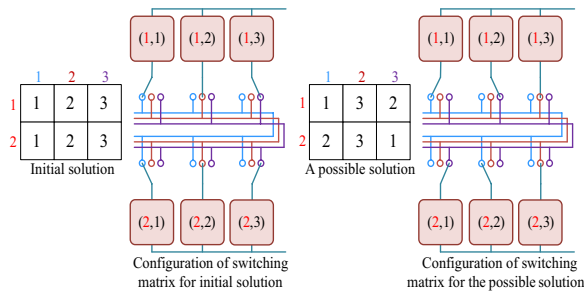 (1,1) (1,2) (1,3)
1 2 3
1 1 2 3
2 1 2 3
Initial solution
(2,1) (2,2) (2,3)
Configuration of switching
matrix for initial solution
(1,1) (1,2) (1,3)
1 2 3
1 1 3 2
2 2 3 1
A possible solution
(2,1) (2,2) (2,3)
Configuration of switching
matrix for the possible solution